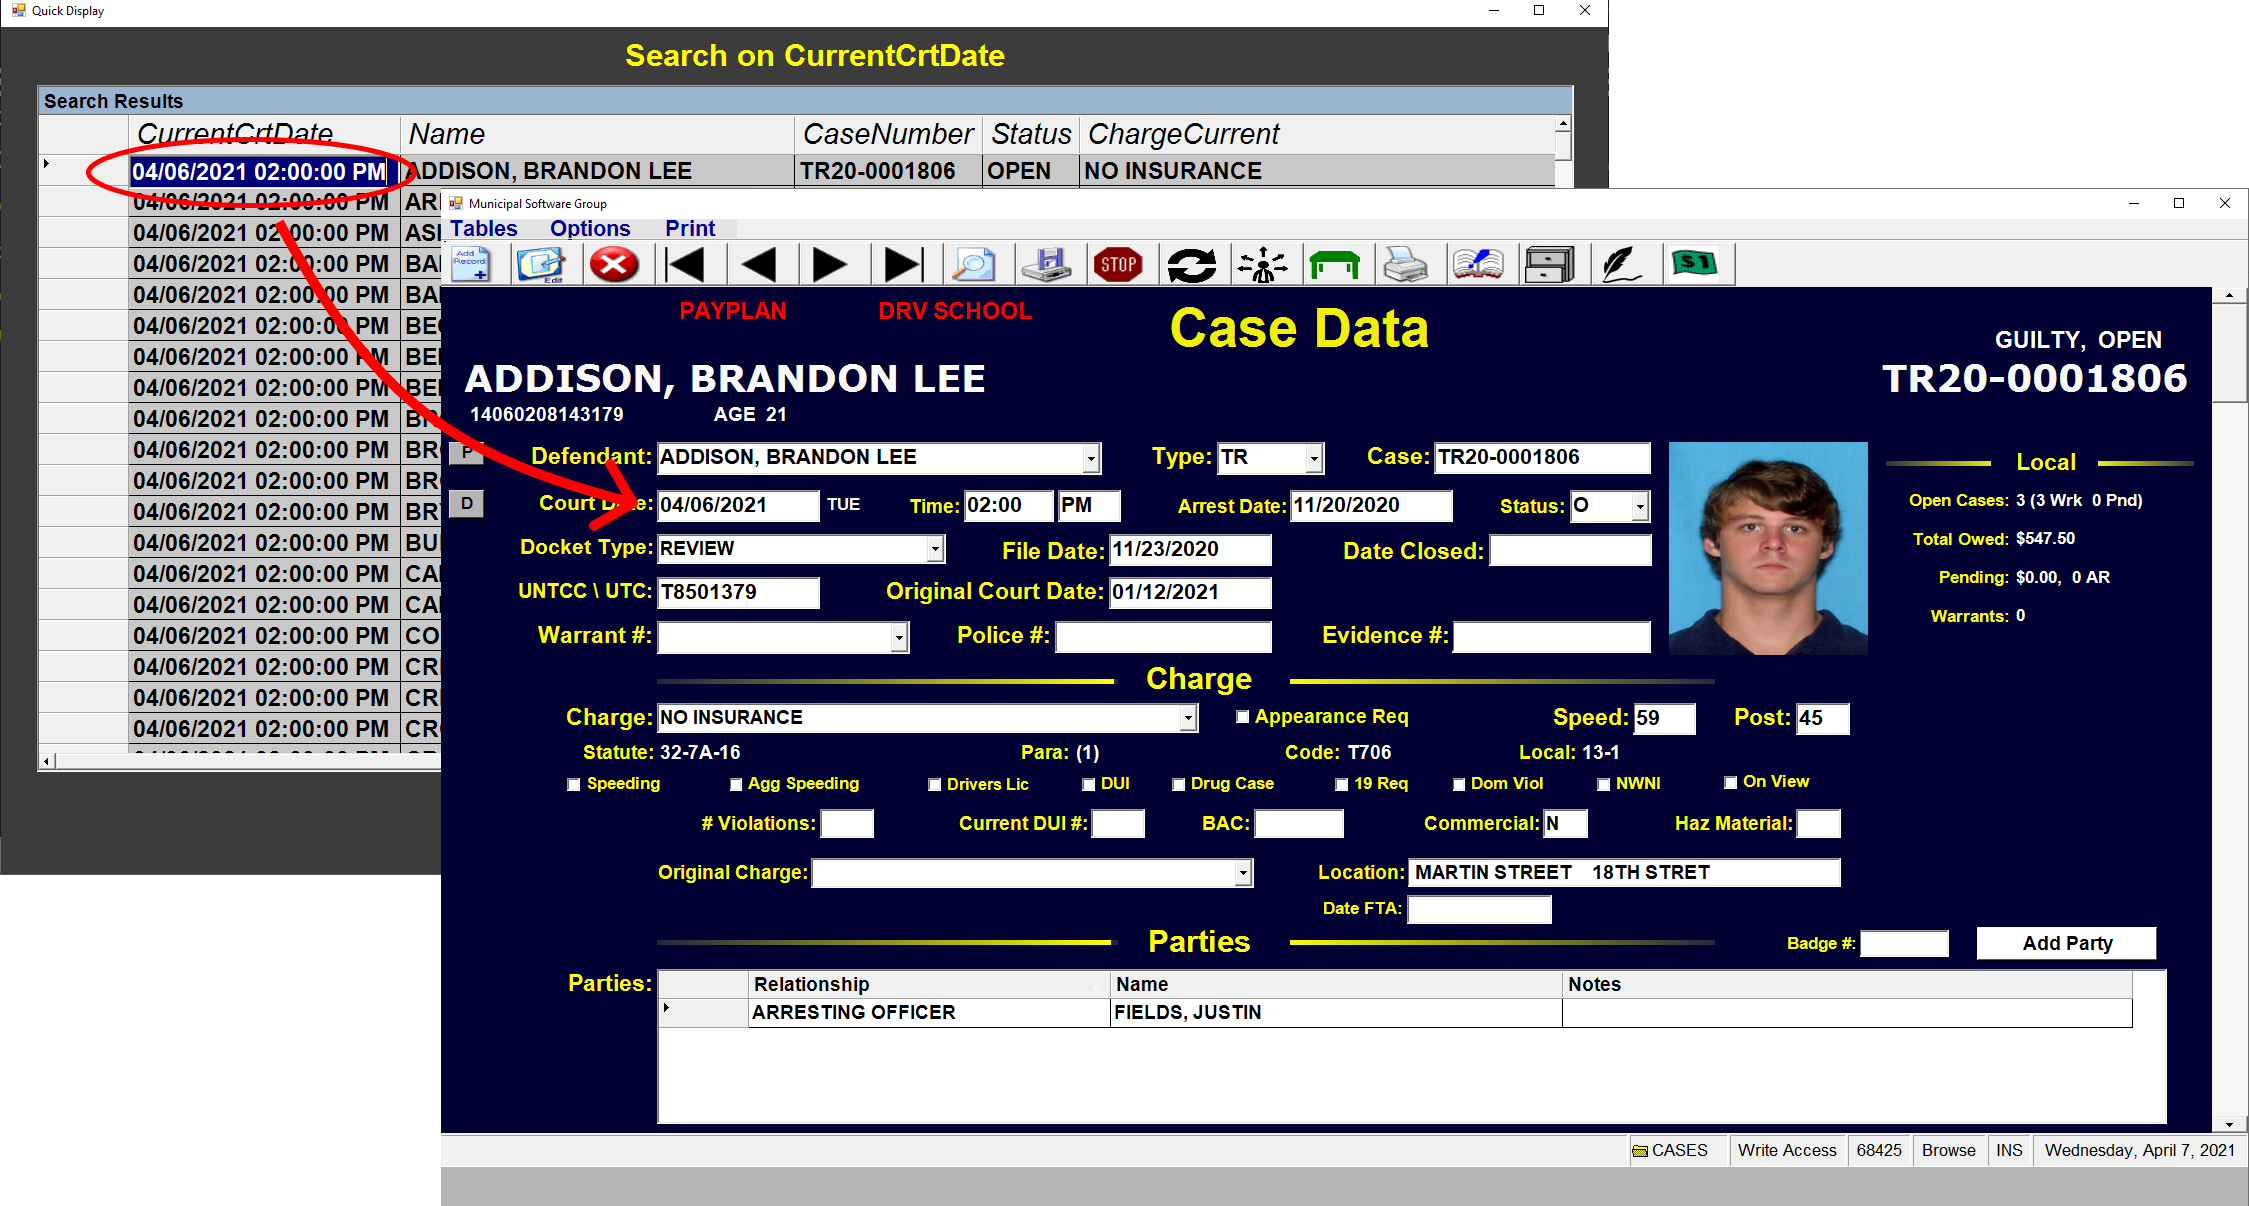 Quick Display
Search on CurrentCrtDate
Search Results
CurrentCrtDate Name CaseNumber Status ChargeCurrent
04/06/2021 02:00:00 PM ADDISON, BRANDON LEE TR20-0001806 OPEN NO INSURANCE
04/06/2021 02:00:00 PM AR
04/06/2021 02:00:00 PM
04/06/2021 02:00:00 PM BA
04/06/2021 02:00:00 PM BA
04/06/2021 02:00:00 PM
04/06/2021 02:00:00 PM BE
04/06/2021 02:00:00 PM BE
04/06/2021 02:00:00 PM BR
04/06/2021 02:00:00 PM BR
04/06/2021 02:00:00 PM BR
04/06/2021 02:00:00 PM BR
04/06/2021 02:00:00 PM BU
04/06/2021 02:00:00 PM CA
04/06/2021 02:00:00 PM CA
04/06/2021 02:00:00 PM CO
04/06/2021 02:00:00 PM CR
04/06/2021 02:00:00 PM CR
04/06/2021 02:00:00 PM CR
Municipal Software Group
Tables Options Print
Add Record
Edit
STOP
$1
PAYPLAN DRV SCHOOL
Case Data
GUILTY, OPEN
ADDISON, BRANDON LEE
TR20-0001806
14060208143179 AGE 21
P Defendant: ADDISON, BRANDON LEE Type: TR Case: TR20-0001806
Local
D Court Date: 04/06/2021 TUE Time: 02:00 PM Arrest Date: 11/20/2020 Status: O
Open Cases: 3 (3 Wrk 0 Pnd)
Docket Type: REVIEW File Date: 11/23/2020 Date Closed:
Total Owed: $547.50
UNTCC \ UTC: T8501379 Original Court Date: 01/12/2021
Pending: $0.00, 0 AR
Warrant #: Police #: Evidence #:
Warrants: 0
Charge
Charge: NO INSURANCE Appearance Req Speed: 59 Post: 45
Statute: 32-7A-16 Para: (1) Code: T706 Local: 13-1
Speeding Agg Speeding Drivers Lic DUI Drug Case 19 Req Dom Viol NWNI On View
# Violations: Current DUI #: BAC: Commercial: N Haz Material:
Original Charge: Location: MARTIN STREET 18TH STRET
Date FTA:
Parties
Badge #: Add Party
Parties: Relationship Name Notes
ARRESTING OFFICER FIELDS, JUSTIN
CASES Write Access 68425 Browse INS Wednesday, April 7, 2021